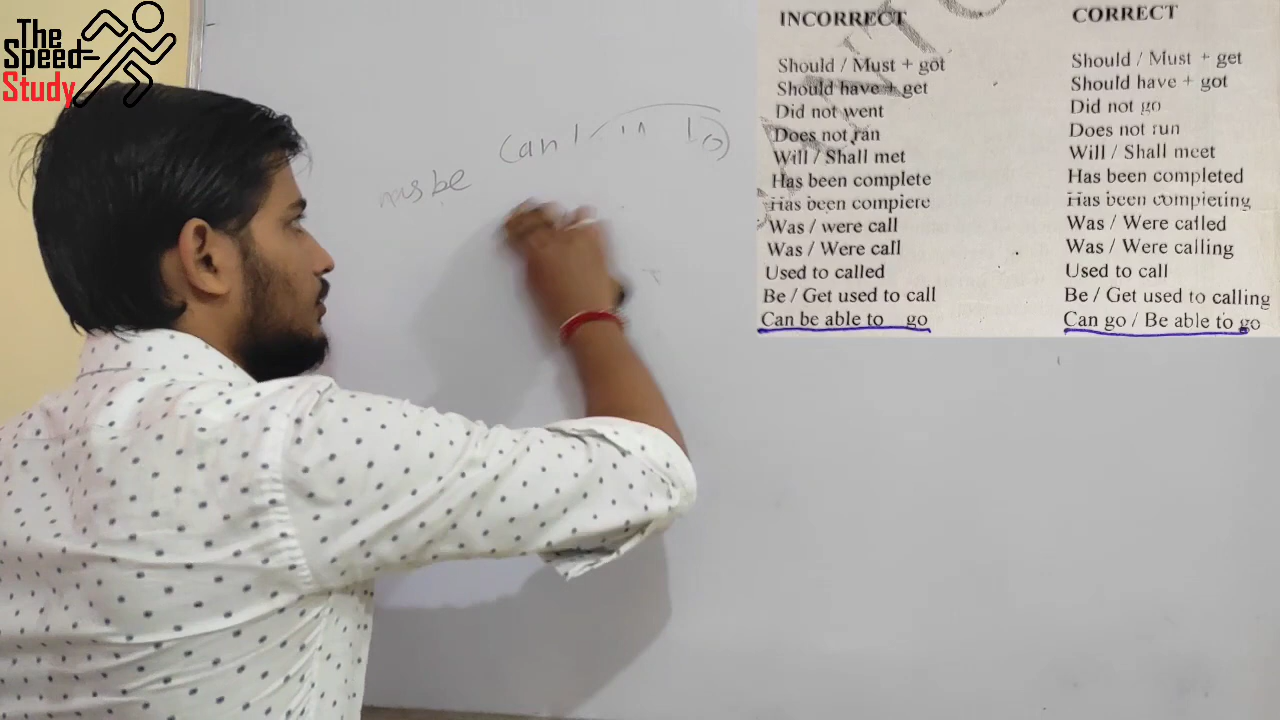 The
Speed
Study
INCORRECT CORRECT
Should / Must + got Should / Must + get
Should have + get Should have + got
Did not went Did not go
Does not ran Does not run
Will / Shall met Will / Shall meet
Has been complete Has been completed
Has been compiere Has been completing
Was / were call Was / Were called
Was / Were call Was / Were calling
Used to called Used to call
Be / Get used to call Be / Get used to calling
Can be able to go Can go / Be able to go
can
be